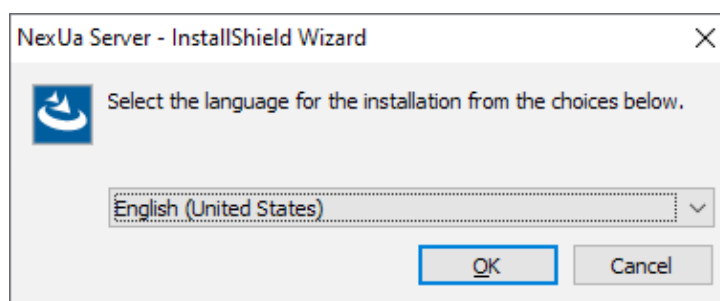 NexUa Server - InstallShield Wizard
Select the language for the installation from the choices below.
English (United States)
OK
Cancel